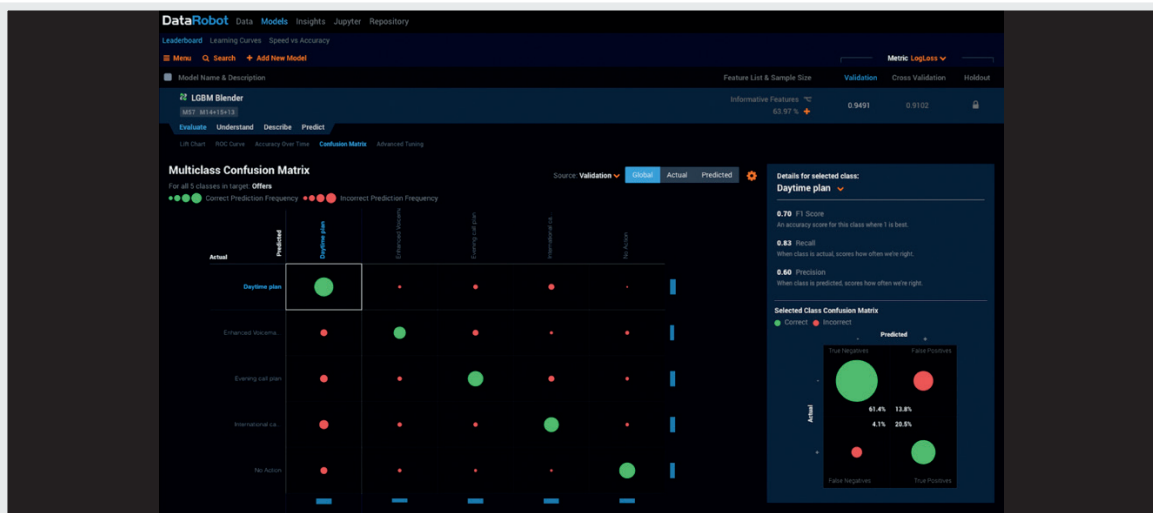 DataRobot Data Models Insights Jupyter Repository
Leaderboard Learning Curves Speed vs Accuracy
Menu Search + Add New Model Metric LogLoss
Model Name & Description Feature List & Sample Size Validation Cross Validation Holdout
LGBM Blender Informative Features
M57 M14+15+13 63.97 % + 0.9491 0.9102
Evaluate Understand Describe Predict
Lift Chart ROC Curve Accuracy Over Time Confusion Matrix Advanced Tuning
Multiclass Confusion Matrix
For all 5 classes in target: Offers
Correct Prediction Frequency Incorrect Prediction Frequency
Source: Validation Global Actual Predicted
Actual
Predicted
Daytime plan
Enhanced Voicema
Evening call plan
International ca...
No Action
Daytime plan
Enhanced Voicema...
Evening call plan
International ca...
No Action
Details for selected class:
Daytime plan
0.70 F1 Score
An accuracy score for this class where 1 is best.
0.83 Recall
When class is actual, scores how often we're right.
0.60 Precision
When class is predicted, scores how often we're right.
Selected Class Confusion Matrix
Correct Incorrect
Predicted
- +
True Negatives False Positives
-
61.4% 13.8%
Actual
4.1% 20.5%
+
False Negatives True Positives